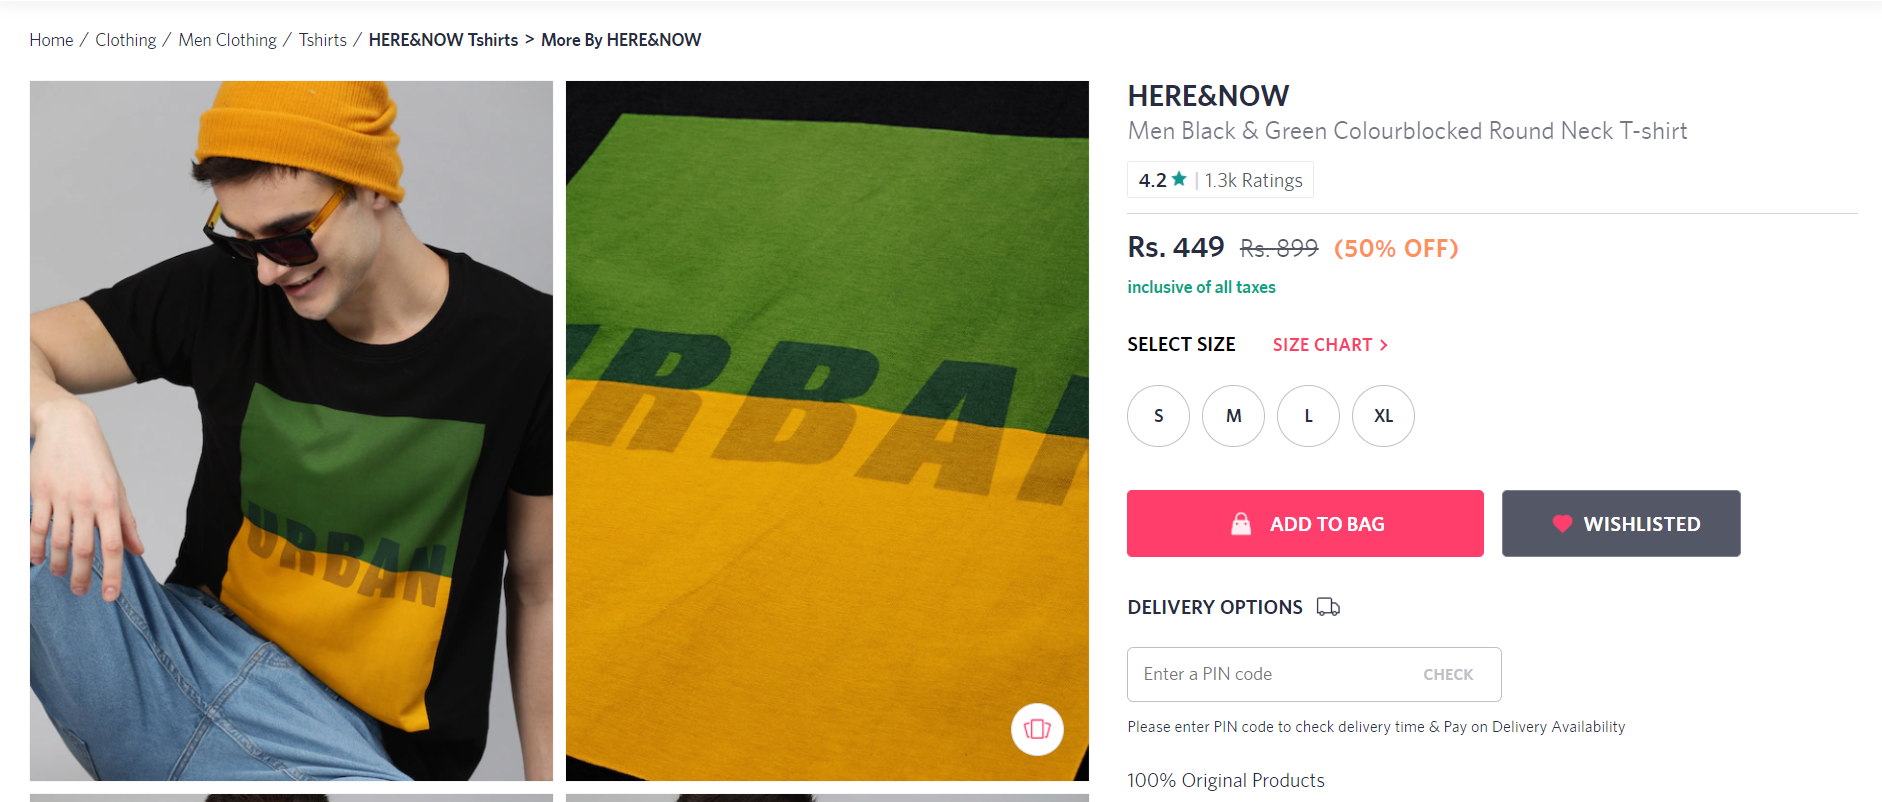 Home / Clothing / Men Clothing / Tshirts / HERE&NOW Tshirts > More By HERE&NOW
URBAN
URBAN
HERE&NOW
Men Black & Green Colourblocked Round Neck T-shirt
4.2 ★ | 1.3k Ratings
Rs. 449 Rs. 899 (50% OFF)
inclusive of all taxes
SELECT SIZE SIZE CHART >
S M L XL
ADD TO BAG WISHLISTED
DELIVERY OPTIONS
Enter a PIN code CHECK
Please enter PIN code to check delivery time & Pay on Delivery Availability
100% Original Products